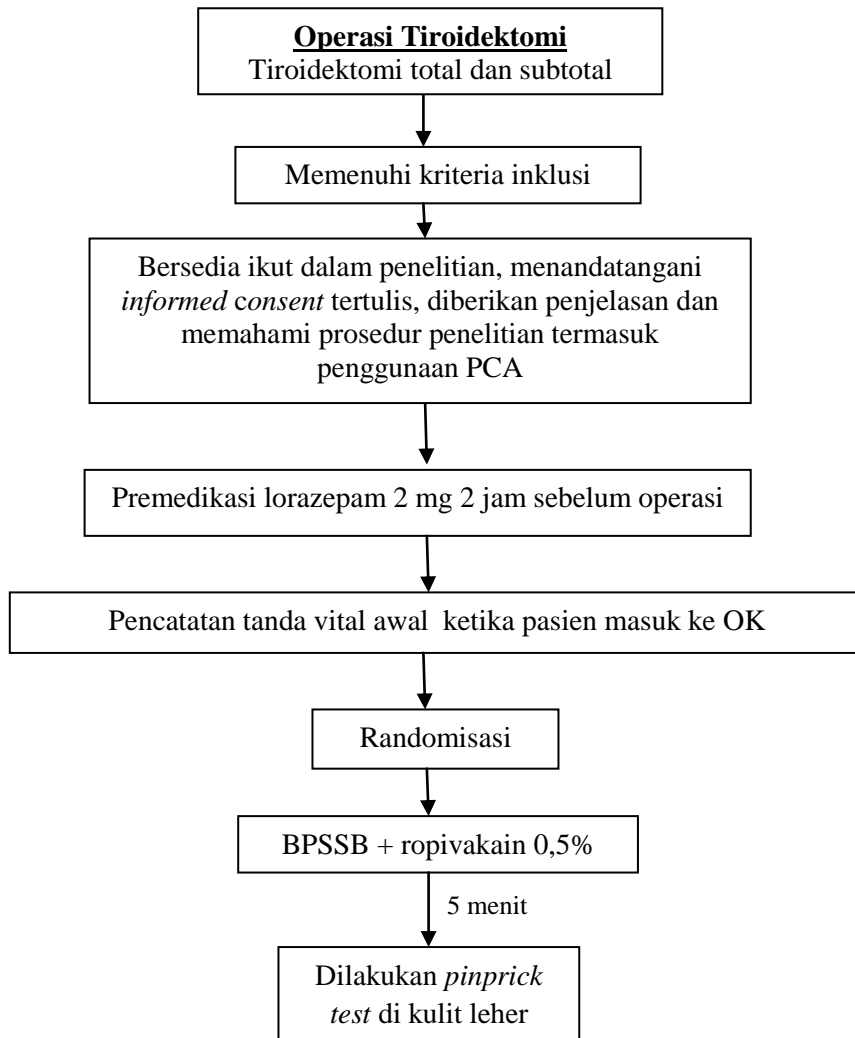 Operasi Tiroidektomi
Tiroidektomi total dan subtotal
Memenuhi kriteria inklusi
Bersedia ikut dalam penelitian, menandatangani
informed consent tertulis, diberikan penjelasan dan
memahami prosedur penelitian termasuk
penggunaan PCA
Premedikasi lorazepam 2 mg 2 jam sebelum operasi
Pencatatan tanda vital awal ketika pasien masuk ke OK
Randomisasi
BPSSB + ropivakain 0,5%
5 menit
Dilakukan pinprick
test di kulit leher